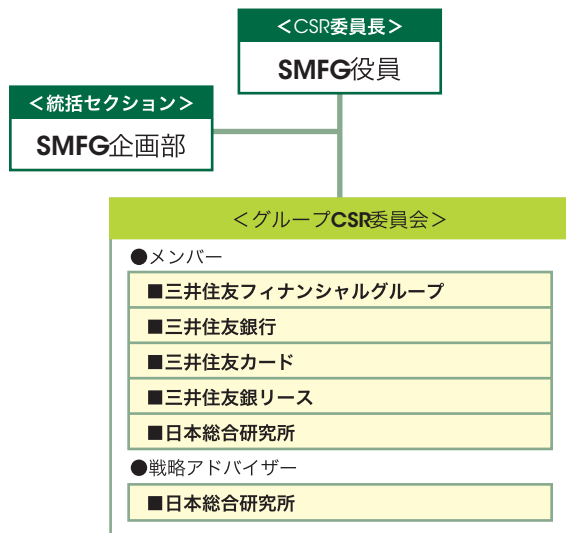 ＜CSR委員長＞
SMFG役員
＜統括セクション＞
SMFG企画部
＜グループCSR委員会＞
●メンバー
■三井住友フィナンシャルグループ
■三井住友銀行
■三井住友カード
■三井住友銀リース
■日本総合研究所
●戦略アドバイザー
■日本総合研究所